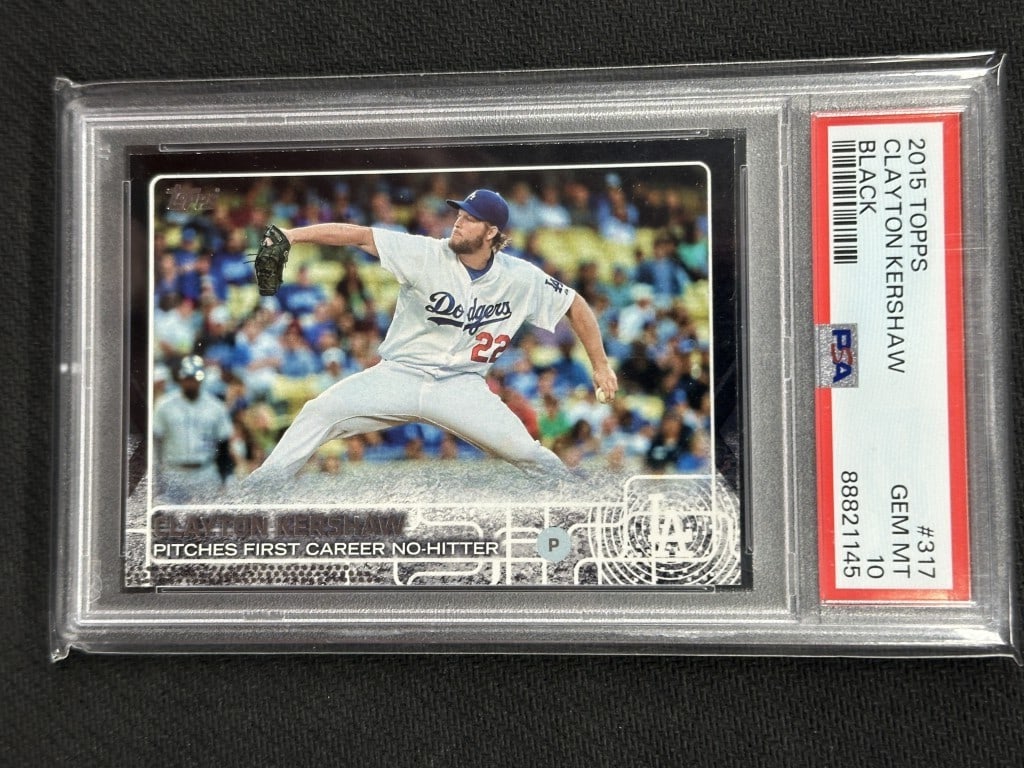 Topps
Dodgers
22
LA
CLAYTON KERSHAW
PITCHES FIRST CAREER NO-HITTER
P
LA
2015 TOPPS
CLAYTON KERSHAW
BLACK
PSA
#317
GEM MT
10
88821145